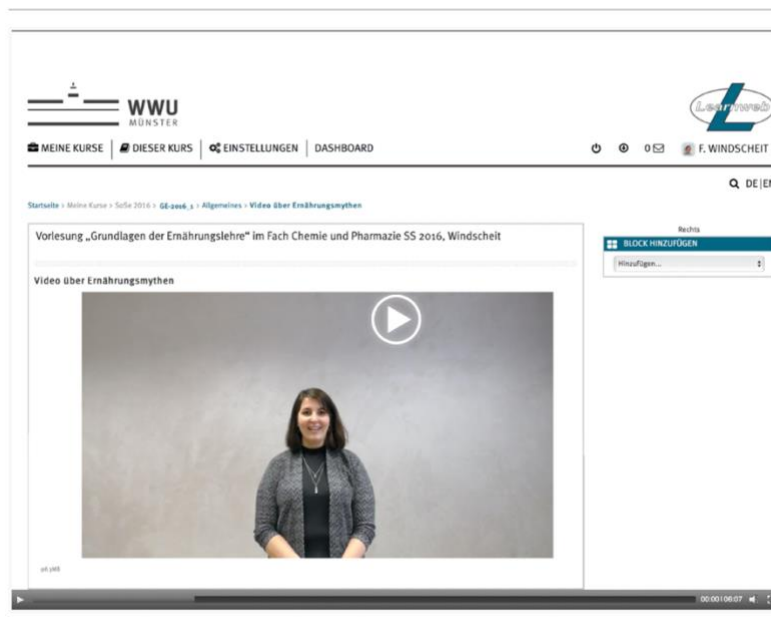 WWU
MÜNSTER
Learnweb
MEINE KURSE DIESER KURS EINSTELLUNGEN DASHBOARD 0 F. WINDSCHEIT
DE|EN
Startseite › Meine Kurse › SoSe 2016 › GE-2016_1 › Allgemeines › Video über Ernährungsmythen
Vorlesung „Grundlagen der Ernährungslehre“ im Fach Chemie und Pharmazie SS 2016, Windscheit
Rechts
BLOCK HINZUFÜGEN
Hinzufügen...
Video über Ernährungsmythen
00:00 | 08:07